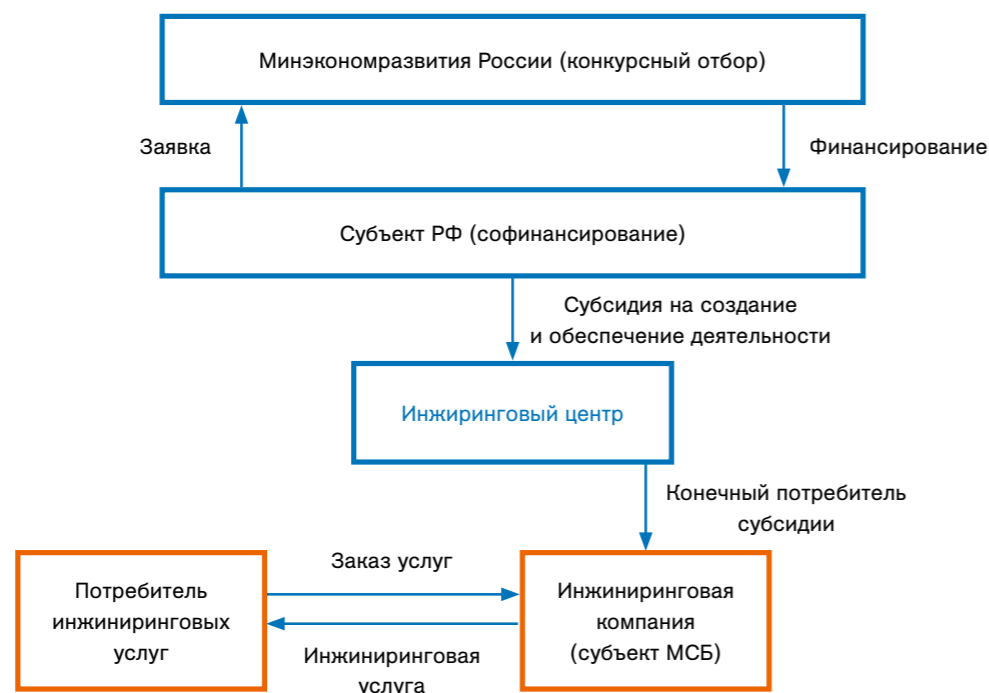 Минэкономразвития России (конкурсный отбор)
Заявка
Финансирование
Субъект РФ (софинансирование)
Субсидия на создание
и обеспечение деятельности
Инжиринговый центр
Конечный потребитель
субсидии
Заказ услуг
Потребитель
инжиниринговых
услуг
Инжиниринговая
компания
(субъект МСБ)
Инжиниринговая
услуга